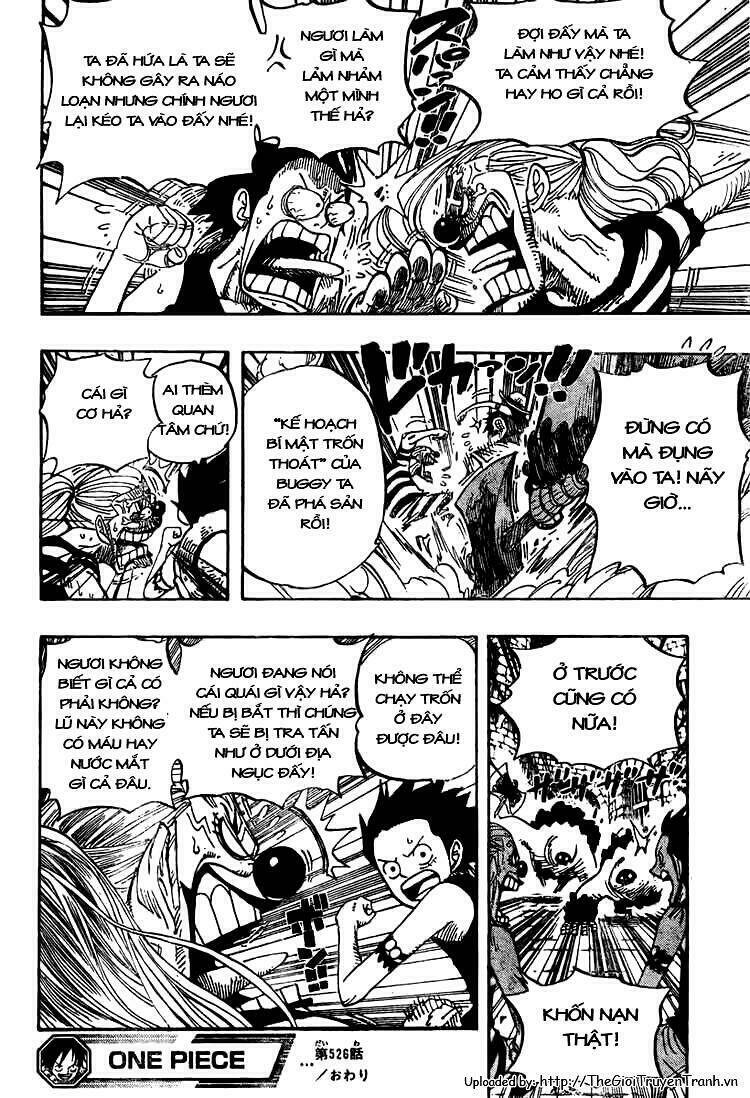 ĐỢI ĐẤY MÀ TA
LÀM NHƯ VẬY NHÉ!
TA CẢM THẤY CHẲNG
HAY HO GÌ CẢ RỒI!
NGƯƠI LÀM
GÌ MÀ
LẢM NHẢM
MỘT MÌNH
THẾ HẢ?
TA ĐÃ HỨA LÀ TA SẼ
KHÔNG GÂY RA NÁO
LOẠN NHƯNG CHÍNH NGƯƠI
LẠI KÉO TA VÀO ĐẤY NHÉ!
ĐỪNG CÓ
MÀ ĐỤNG
VÀO TA! NÃY
GIỜ...
“KẾ HOẠCH
BÍ MẬT TRỐN
THOÁT” CỦA
BUGGY TA
ĐÃ PHÁ SẢN
RỒI!
AI THÈM
QUAN
TÂM CHỨ!
CÁI GÌ
CƠ HẢ?
Ở TRƯỚC
CŨNG CÓ
NỮA!
KHỐN NẠN
THẬT!
KHÔNG THỂ
CHẠY TRỐN
Ở ĐÂY
ĐƯỢC ĐÂU!
NGƯƠI ĐANG NÓI
CÁI QUÁI GÌ VẬY HẢ?
NẾU BỊ BẮT THÌ CHÚNG
TA SẼ BỊ TRA TẤN
NHƯ Ở DƯỚI ĐỊA
NGỤC ĐẤY!
NGƯƠI KHÔNG
BIẾT GÌ CẢ CÓ
PHẢI KHÔNG?
LŨ NÀY KHÔNG
CÓ MÁU HAY
NƯỚC MẮT
GÌ CẢ ĐÂU.
ONE PIECE
第526話
... /おわり
Uploaded by: http://TheGioiTruyenTranh.vn